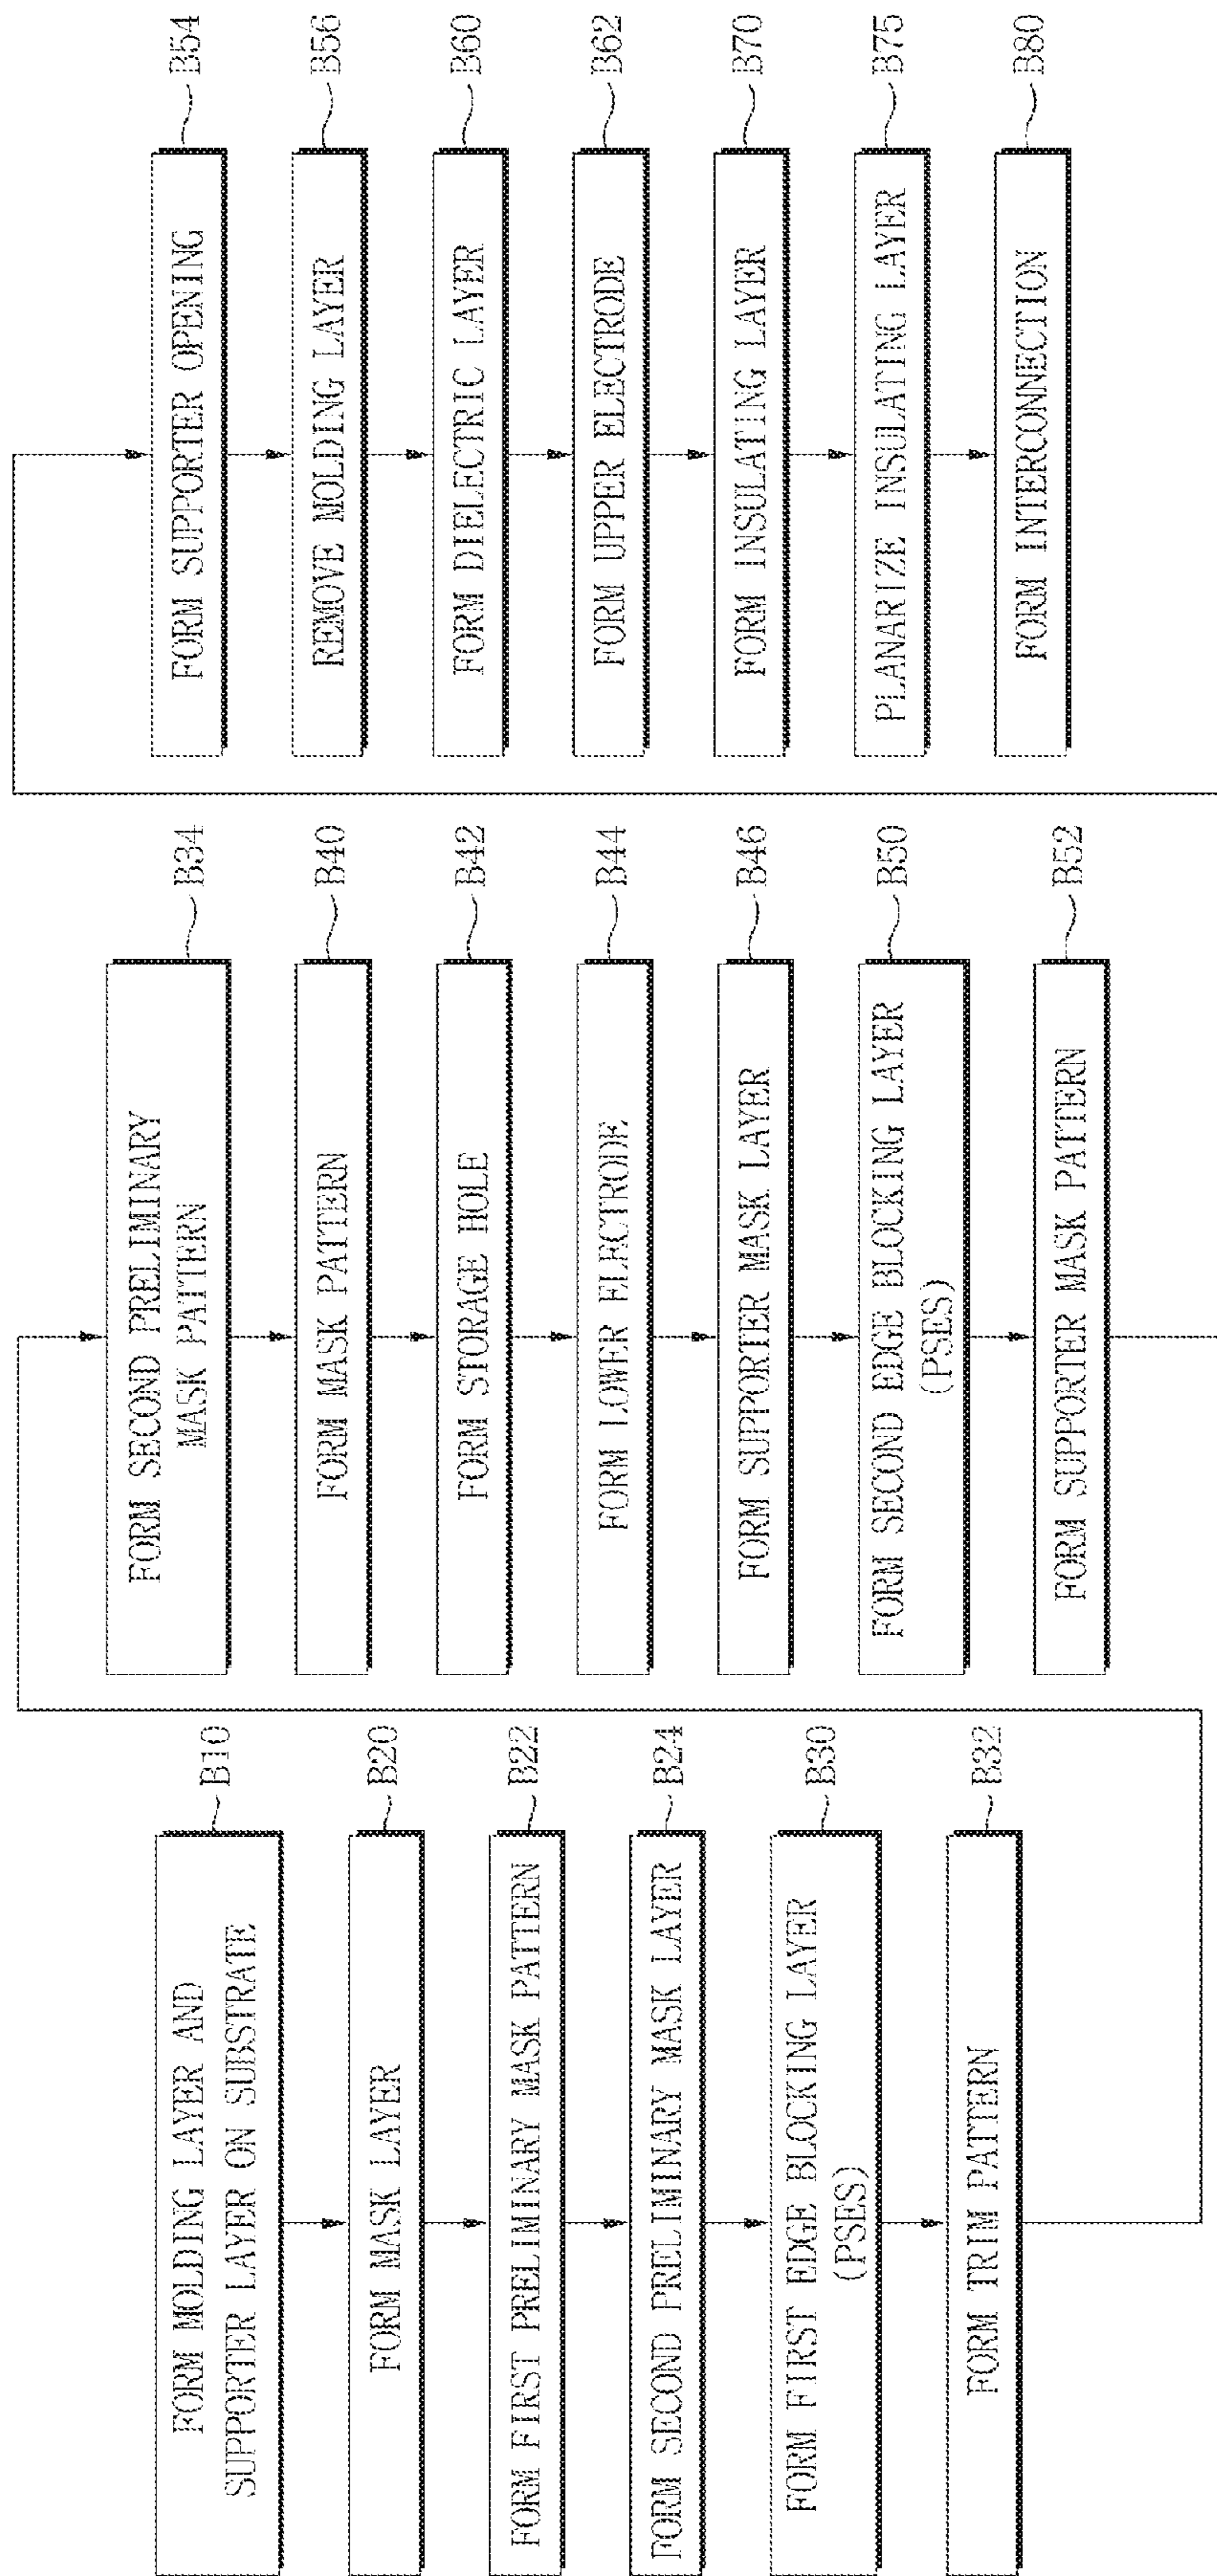 FORM MOLDING LAYER AND
SUPPORTER LAYER ON SUBSTRATE
B10
FORM MASK LAYER
B20
FORM FIRST PRELIMINARY MASK PATTERN
B22
FORM SECOND PRELIMINARY MASK LAYER
B24
FORM FIRST EDGE BLOCKING LAYER
(PSES)
B30
FORM TRIM PATTERN
B32
FORM SECOND PRELIMINARY
MASK PATTERN
B34
FORM MASK PATTERN
B40
FORM STORAGE HOLE
B42
FORM LOWER ELECTRODE
B44
FORM SUPPORTER MASK LAYER
B46
FORM SECOND EDGE BLOCKING LAYER
(PSES)
B50
FORM SUPPORTER MASK PATTERN
B52
FORM SUPPORTER OPENING
B54
REMOVE MOLDING LAYER
B56
FORM DIELECTRIC LAYER
B60
FORM UPPER ELECTRODE
B62
FORM INSULATING LAYER
B70
PLANARIZE INSULATING LAYER
B75
FORM INTERCONNECTION
B80